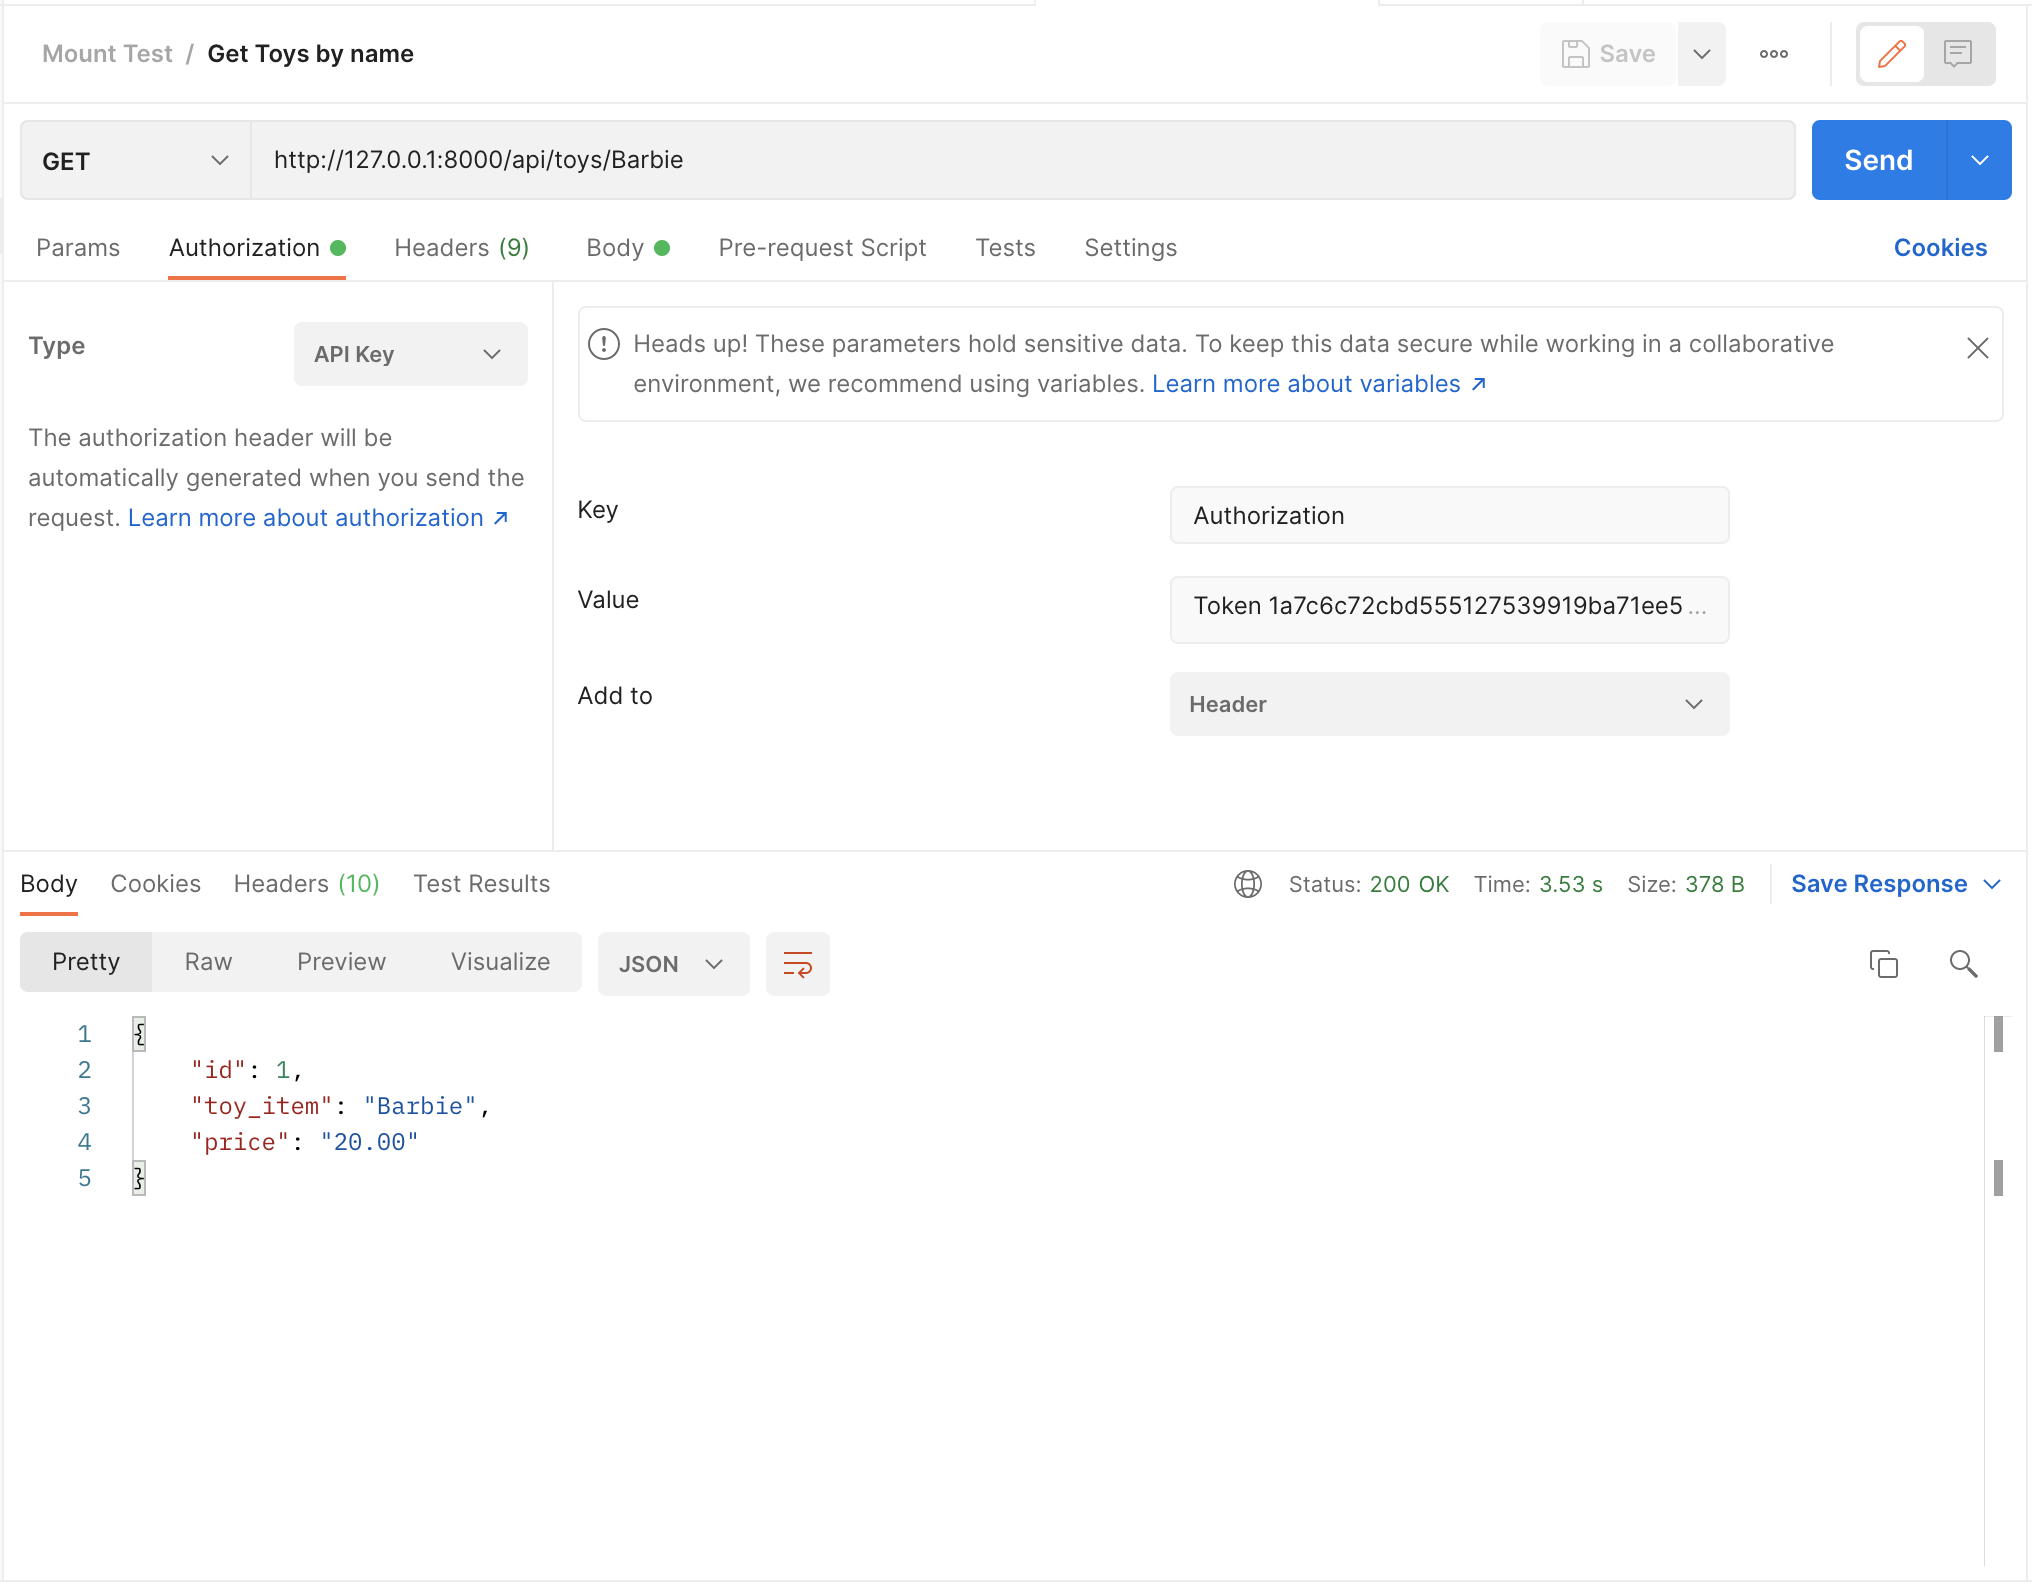 Mount Test / Get Toys by name
Save
GET
http://127.0.0.1:8000/api/toys/Barbie
Send
Params
Authorization
Headers (9)
Body
Pre-request Script
Tests
Settings
Cookies
Type
API Key
The authorization header will be
automatically generated when you send the
request. Learn more about authorization ↗
Heads up! These parameters hold sensitive data. To keep this data secure while working in a collaborative
environment, we recommend using variables. Learn more about variables ↗
Key
Authorization
Value
Token 1a7c6c72cbd555127539919ba71ee5 ...
Add to
Header
Body
Cookies
Headers (10)
Test Results
Status: 200 OK
Time: 3.53 s
Size: 378 B
Save Response
Pretty
Raw
Preview
Visualize
JSON
1 {
2 "id": 1,
3 "toy_item": "Barbie",
4 "price": "20.00"
5 }